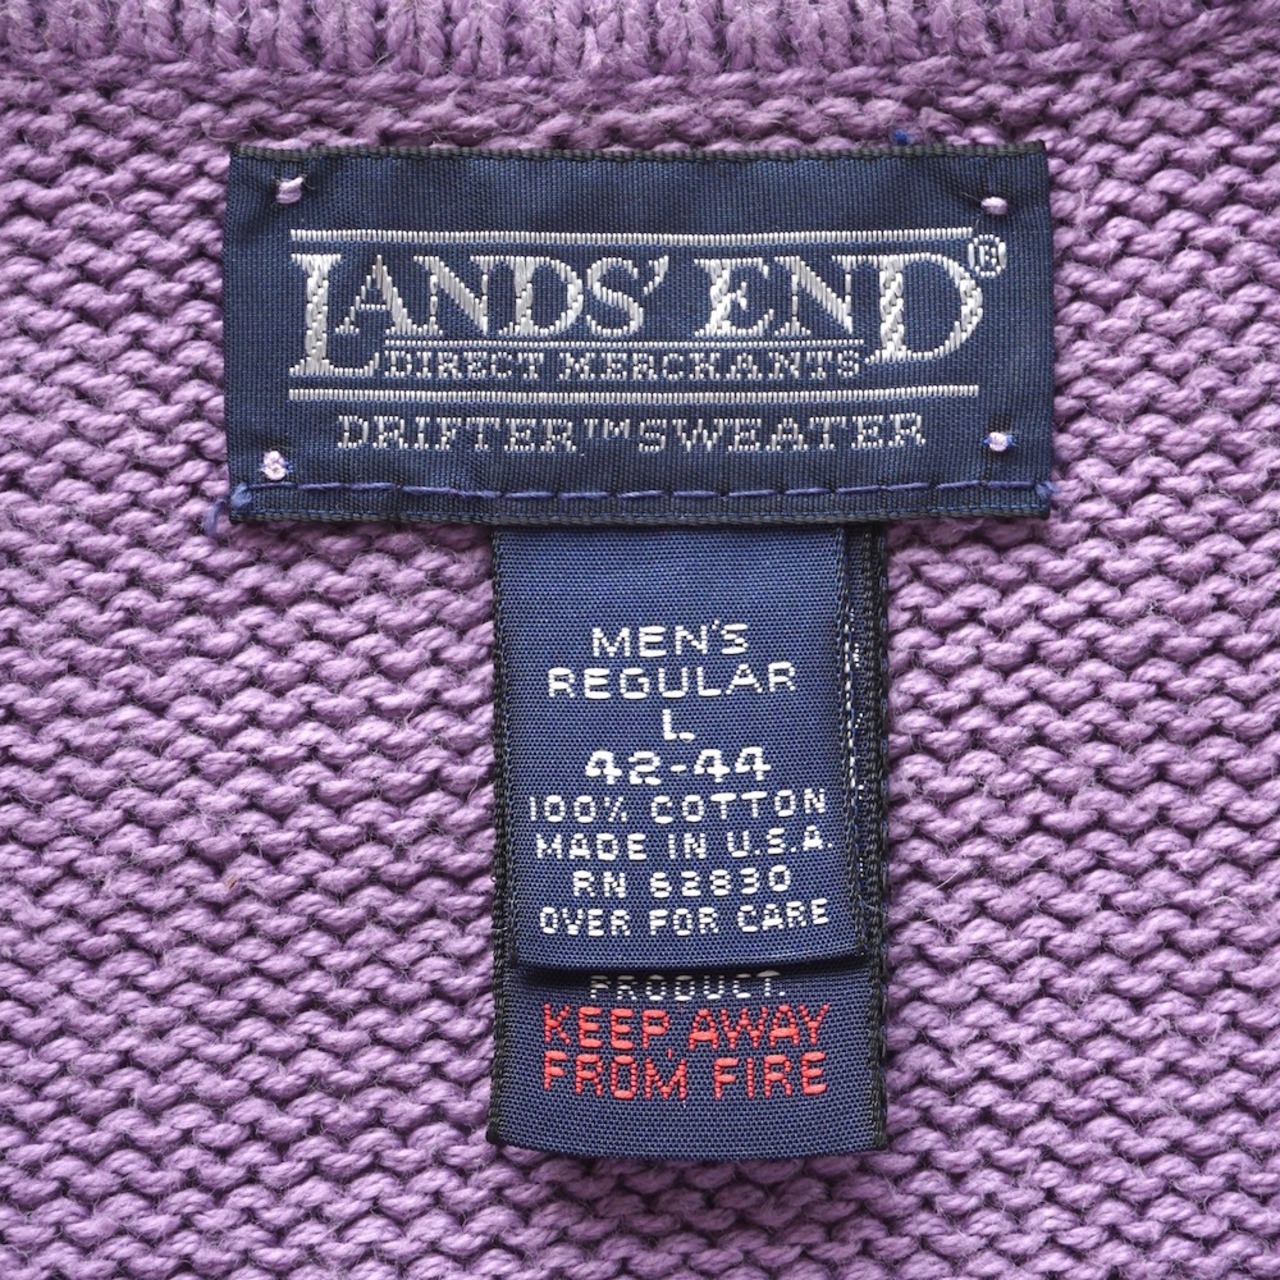 LANDS' END®
DIRECT MERCHANTS
DRIFTER™ SWEATER
MEN'S
REGULAR
L
42-44
100% COTTON
MADE IN U.S.A.
RN 62830
OVER FOR CARE
PRODUCT.
KEEP AWAY
FROM FIRE